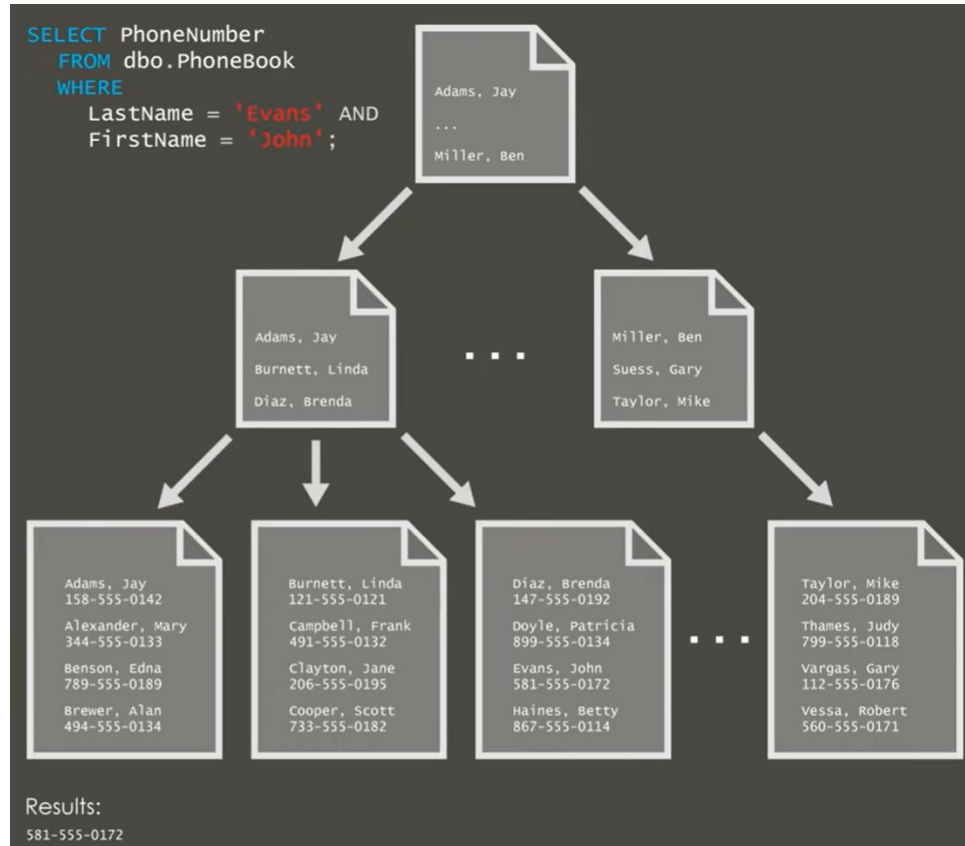 SELECT PhoneNumber
FROM dbo.PhoneBook
WHERE
LastName = 'Evans' AND
FirstName = 'John';
Adams, Jay
...
Miller, Ben
Adams, Jay
Burnett, Linda
Diaz, Brenda
...
Miller, Ben
Suess, Gary
Taylor, Mike
Adams, Jay
158-555-0142
Alexander, Mary
344-555-0133
Benson, Edna
789-555-0189
Brewer, Alan
494-555-0134
Burnett, Linda
121-555-0121
Campbell, Frank
491-555-0132
Clayton, Jane
206-555-0195
Cooper, Scott
733-555-0182
Diaz, Brenda
147-555-0192
Doyle, Patricia
899-555-0134
Evans, John
581-555-0172
Haines, Betty
867-555-0114
...
Taylor, Mike
204-555-0189
Thames, Judy
799-555-0118
Vargas, Gary
112-555-0176
Vessa, Robert
560-555-0171
Results:
581-555-0172